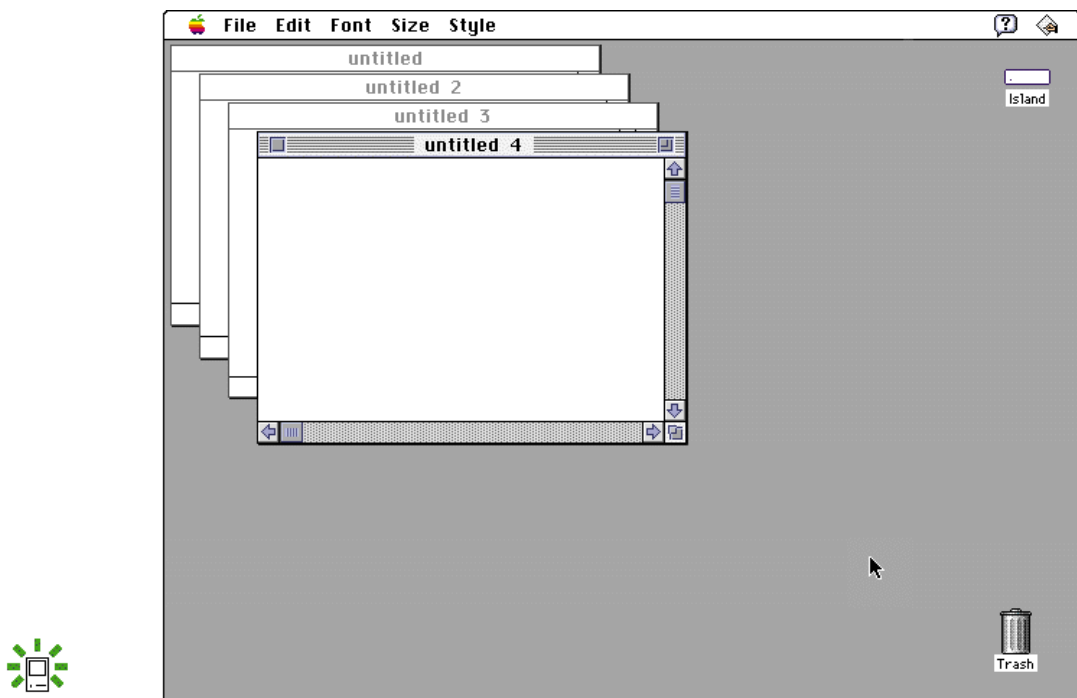 File Edit Font Size Style
untitled
untitled 2
untitled 3
untitled 4
Island
Trash